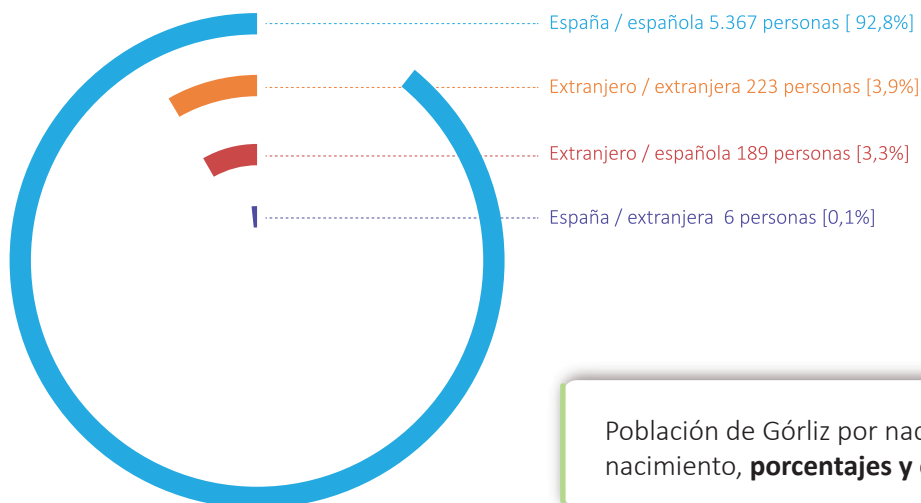 España / española 5.367 personas [ 92,8%]
Extranjero / extranjera 223 personas [3,9%]
Extranjero / española 189 personas [3,3%]
España / extranjera  6 personas [0,1%]
Población de Górliz por nac
nacimiento, porcentajes y